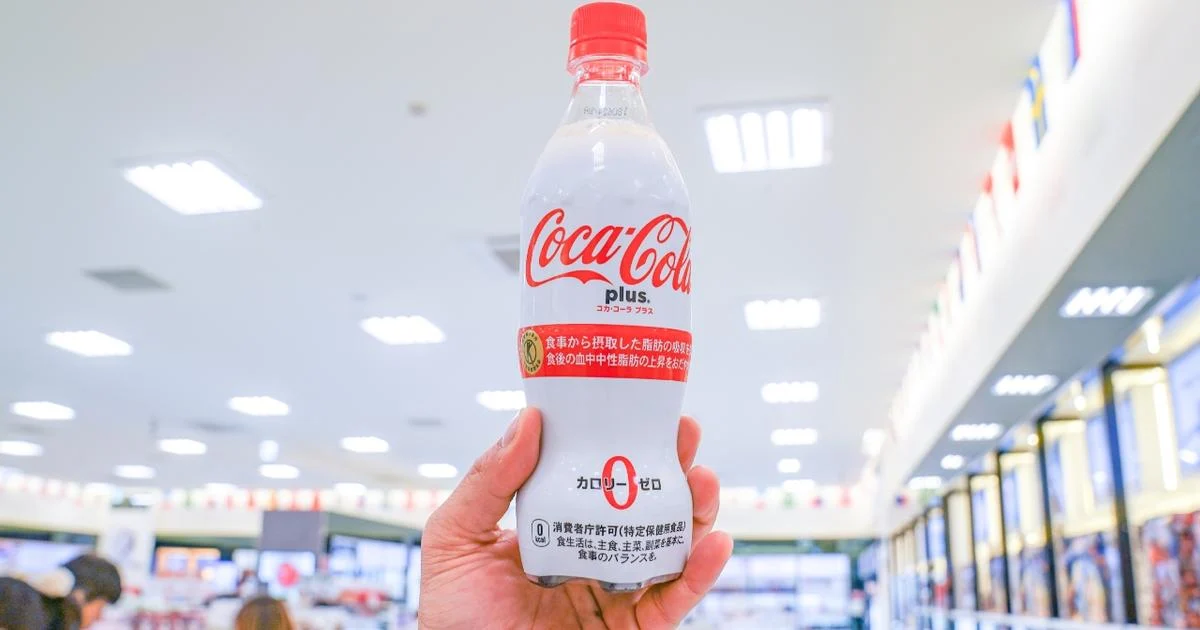 Coca-Cola
plus.
コカ・コーラ プラス
食事から摂取した脂肪の吸収を
食後の血中中性脂肪の上昇をおだや
0
カロリー ゼロ
0
kcal
消費者庁許可(特定保健用食品)
食生活は、主食、主菜、副菜を基本に、
食事のバランスを。